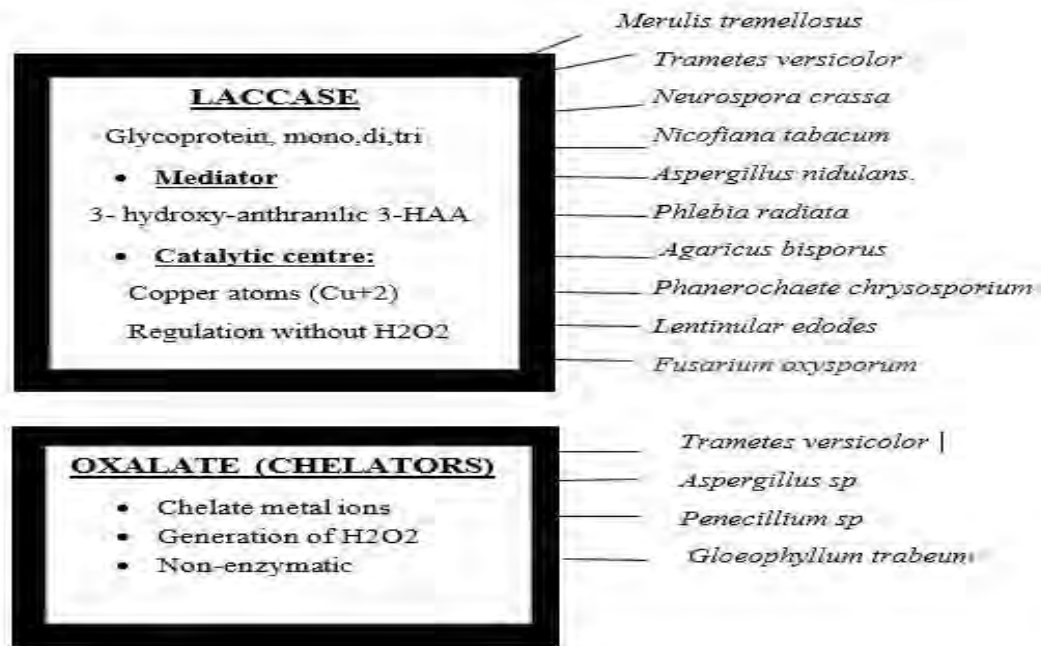 Merulis tremellosus
Trametes versicolor
Neurospora crassa
Nicofiana tabacum
Aspergillus nidulans.
Phlebia radiata
Agaricus bisporus
Phanerochaete chrysosporium
Lentinular edodes
Fusarium oxysporum
LACCASE
Glycoprotein, mono,di,tri
• Mediator
3- hydroxy-anthranilic 3-HAA
• Catalytic centre:
Copper atoms (Cu+2)
Regulation without H2O2
OXALATE (CHELATORS)
• Chelate metal ions
• Generation of H2O2
• Non-enzymatic
Trametes versicolor |
Aspergillus sp
Penecillium sp
Gloeophyllum trabeum